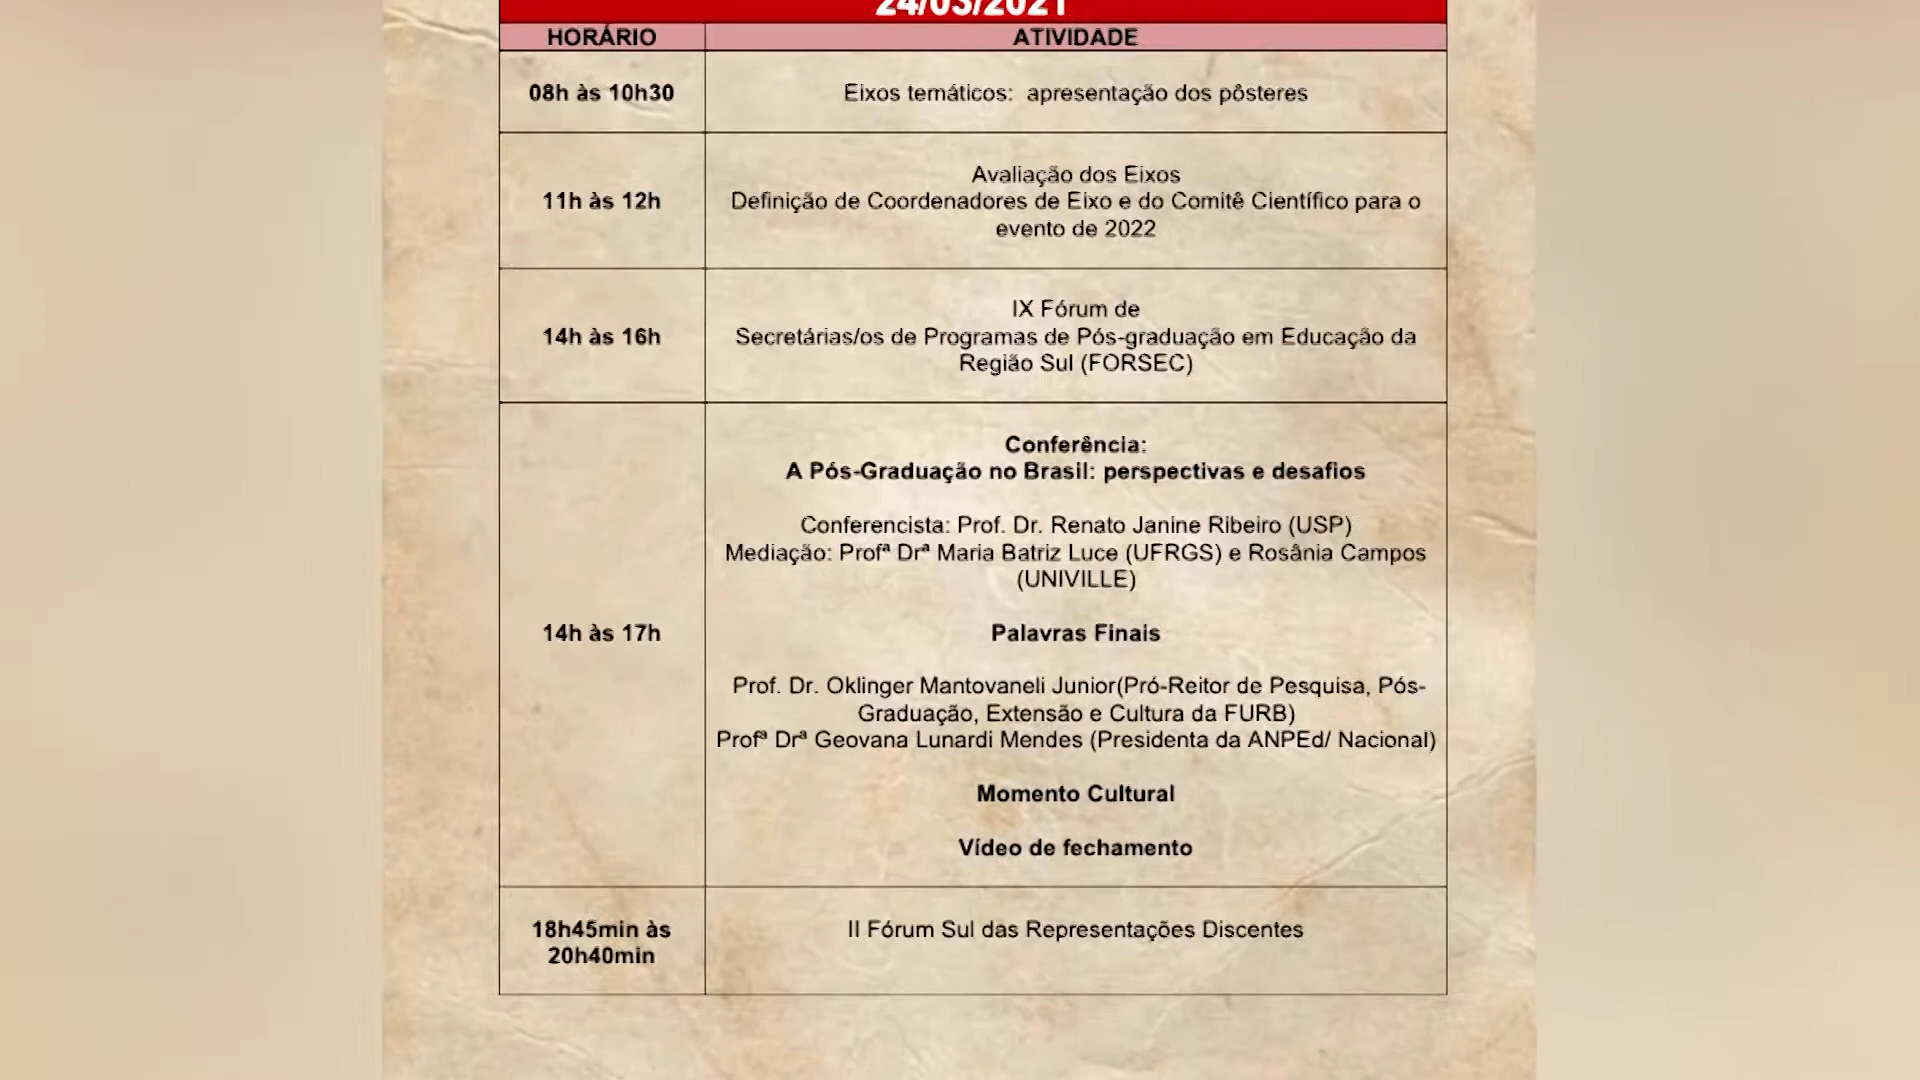 24/03/2021
HORÁRIO
ATIVIDADE
08h às 10h30
Eixos temáticos: apresentação dos pôsteres
11h às 12h
Avaliação dos Eixos
Definição de Coordenadores de Eixo e do Comitê Científico para o
evento de 2022
14h às 16h
IX Fórum de
Secretárias/os de Programas de Pós-graduação em Educação da
Região Sul (FORSEC)
14h às 17h
Conferência:
A Pós-Graduação no Brasil: perspectivas e desafios
Conferencista: Prof. Dr. Renato Janine Ribeiro (USP)
Mediação: Profª Drª Maria Batriz Luce (UFRGS) e Rosânia Campos
(UNIVILLE)
Palavras Finais
Prof. Dr. Oklinger Mantovaneli Junior(Pró-Reitor de Pesquisa, Pós-
Graduação, Extensão e Cultura da FURB)
Profª Drª Geovana Lunardi Mendes (Presidenta da ANPEd/ Nacional)
Momento Cultural
Vídeo de fechamento
18h45min às
20h40min
II Fórum Sul das Representações Discentes